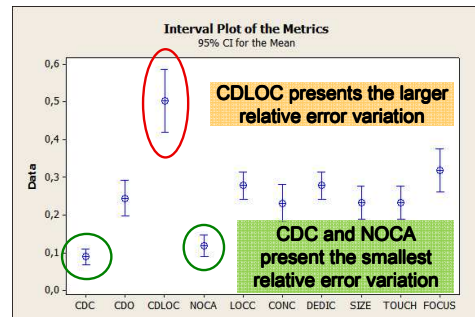 Interval Plot of the Metrics
95% CI for the Mean
0,6
0,5
0,4
0,3
0,2
0,1
0,0
Data
CDLOC presents the larger
relative error variation
CDC and NOCA
present the smallest
relative error variation
CDC CDO CDLOC NOCA LOCC CONC DEDIC SIZE TOUCH FOCUS